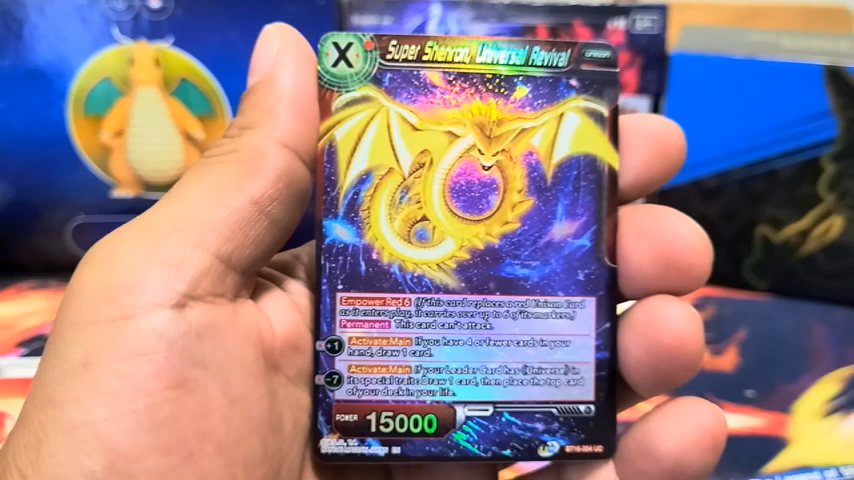 X
Super Shenron, Universal Revival
UNISON
Empower Red 6 (If this card replaces a red Unison Card
as it enters play, it carries over up to 6 of its markers.)
Permanent This card can't attack.
+1 Activate:Main If you have 4 or fewer cards in your
hand, draw 1 card.
-7 Activate:Main If your Leader Card has 《Universe》 in
its special traits: Draw 1 card, then place the top card
of your deck in your life.
POWER 15000
BT16-004 UC